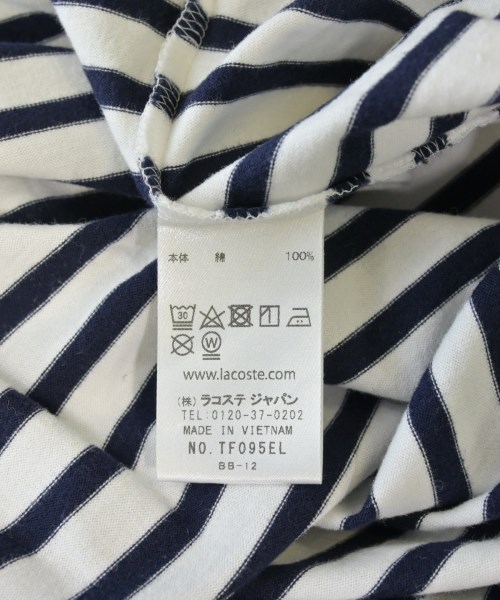 本体 綿 100%
30
W
www.lacoste.com
(株) ラコステ ジャパン
TEL:0120-37-0202
MADE IN VIETNAM
NO.TF095EL
BB-12